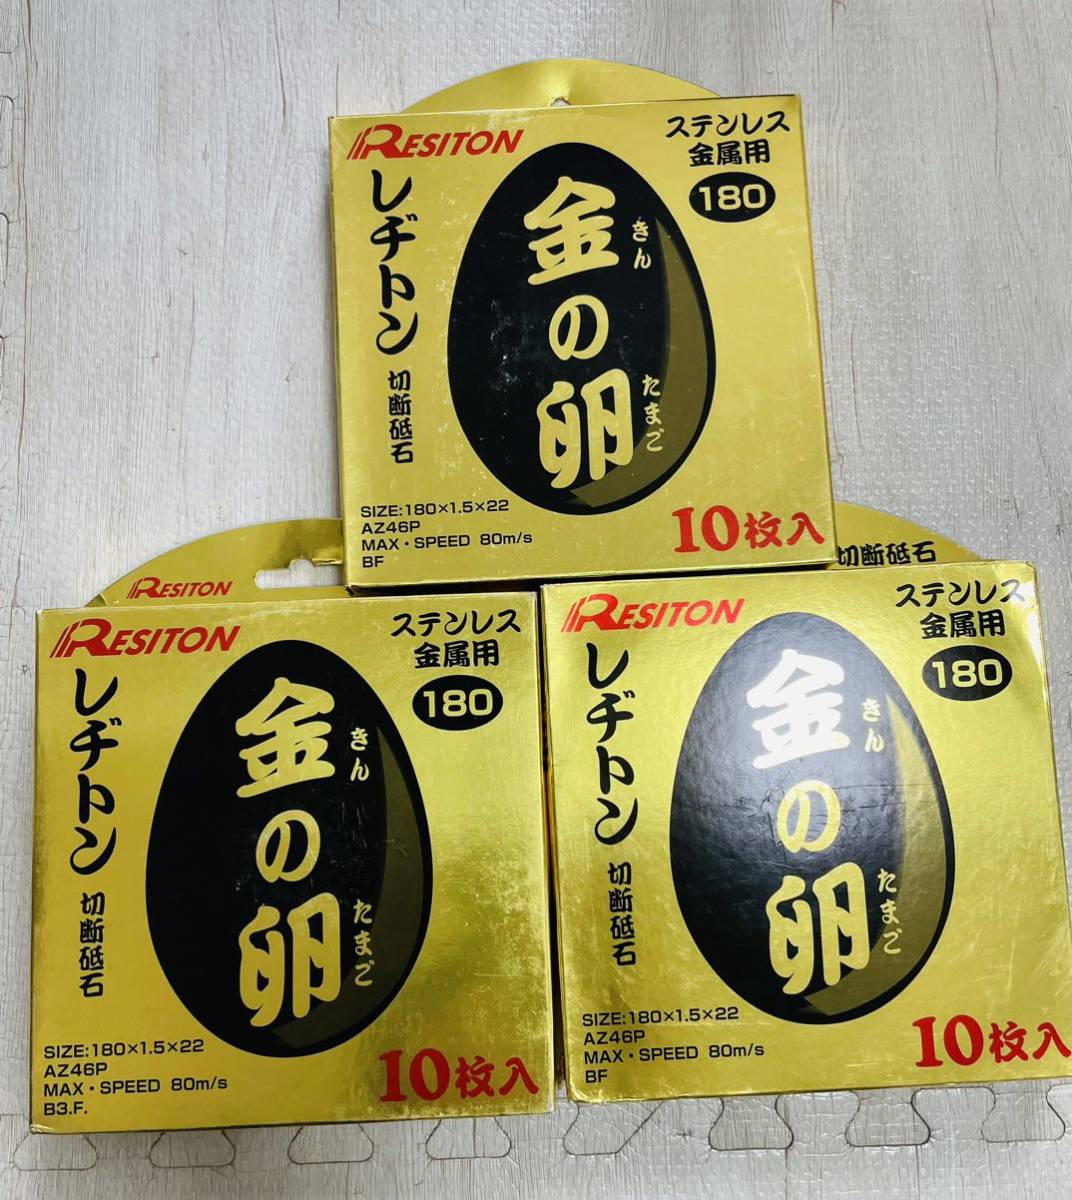 RESITON
ステンレス
金属用
180
レヂトン
切断砥石
金の卵
きん
たまご
SIZE:180×1.5×22
AZ46P
MAX・SPEED 80m/s
BF
10枚入
RESITON
RESITON
ステンレス
金属用
180
レヂトン
切断砥石
金の卵
きん
たまご
SIZE:180×1.5×22
AZ46P
MAX・SPEED 80m/s
B3.F.
10枚入
切断砥石
RESITON
ステンレス
金属用
180
レヂトン
切断砥石
金の卵
きん
たまご
SIZE:180×1.5×22
AZ46P
MAX・SPEED 80m/s
BF
10枚入